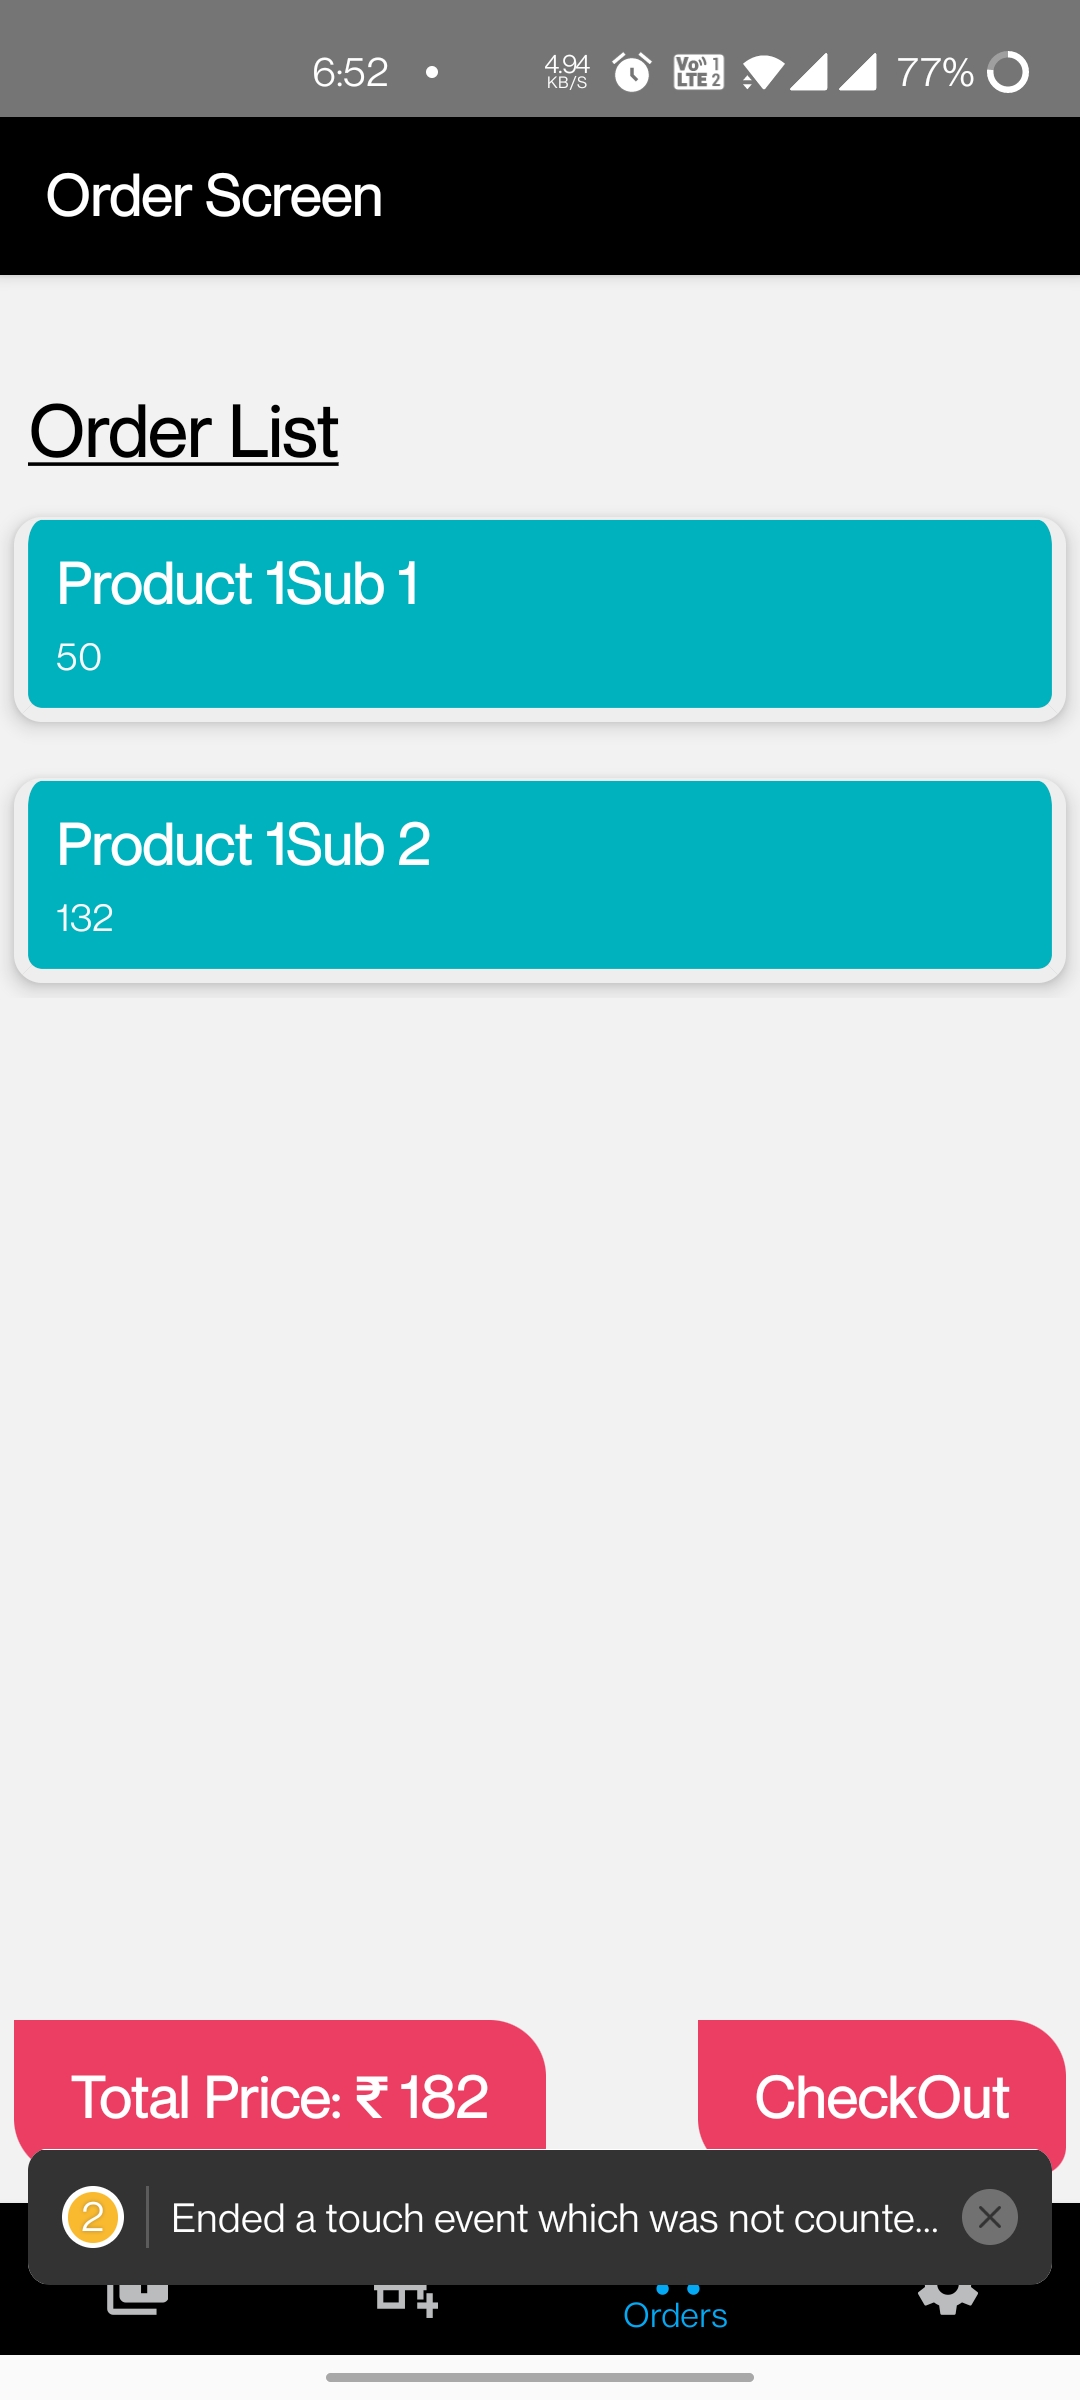 6:52
4.94
KB/S
Vo)) 1
LTE 2
77%
Order Screen
Order List
Product 1Sub 1
50
Product 1Sub 2
132
Total Price: ₹ 182
CheckOut
2
Ended a touch event which was not counte...
Orders